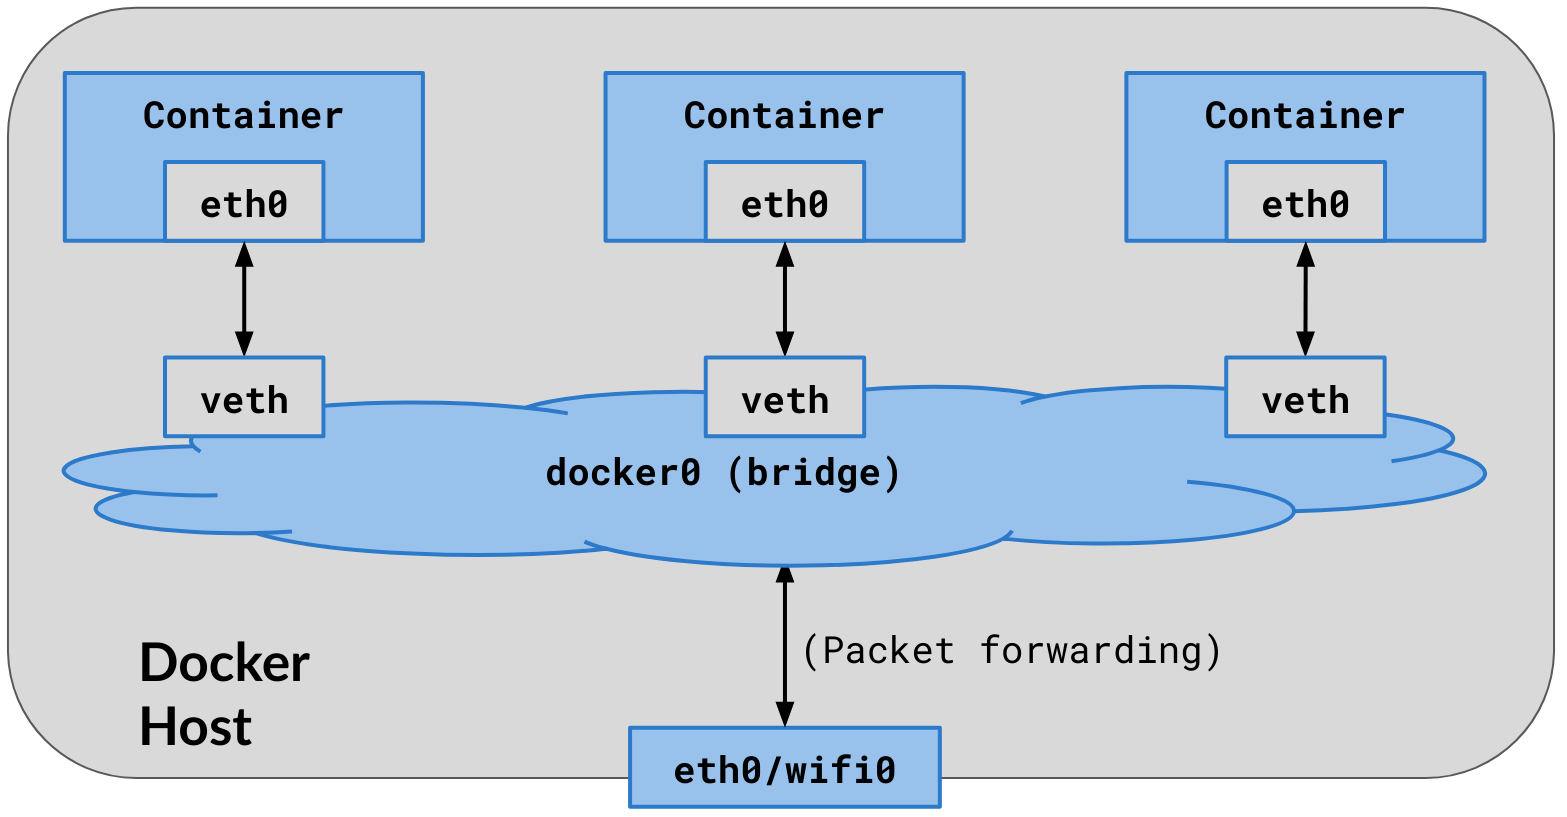 Container
Container
Container
eth0
eth0
eth0
veth
veth
veth
docker0 (bridge)
(Packet forwarding)
Docker
Host
eth0/wifi0